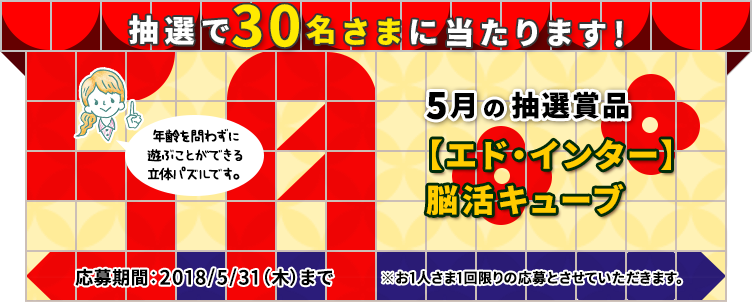 抽選で30名さまに当たります!
5月の抽選賞品
【エド・インター】
脳活キューブ
年齢を問わずに
遊ぶことができる
立体パズルです。
応募期間：2018/5/31（木）まで
※お1人さま1回限りの応募とさせていただきます。